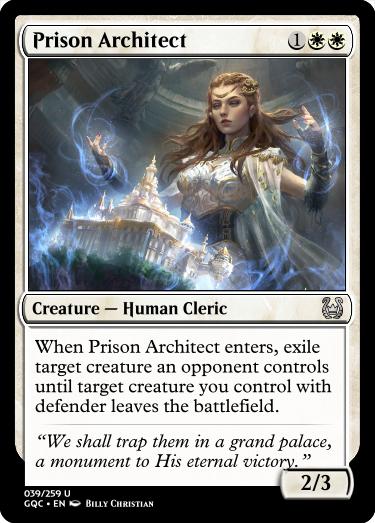 Prison Architect 1
Creature — Human Cleric
When Prison Architect enters, exile
target creature an opponent controls
until target creature you control with
defender leaves the battlefield.
“We shall trap them in a grand palace,
a monument to His eternal victory.”
2/3
039/259 U
GQC • EN Billy Christian